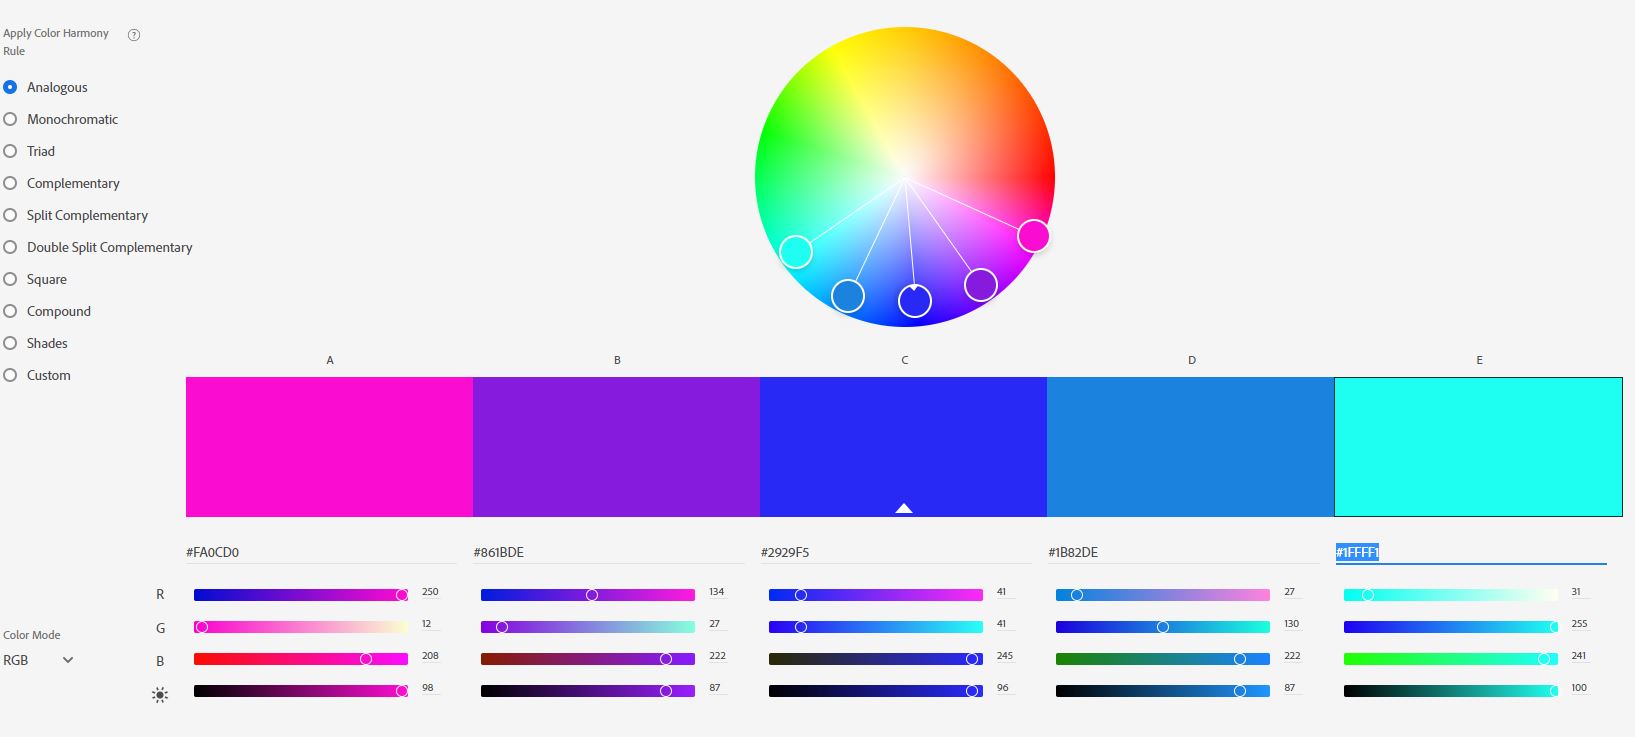 Apply Color Harmony
Rule
?
Analogous
Monochromatic
Triad
Complementary
Split Complementary
Double Split Complementary
Square
Compound
Shades
Custom
A B C D E
#FA0CD0 #861BDE #2929F5 #1B82DE #1FFFF1
R 250 134 41 27 31
G 12 27 41 130 255
Color Mode
RGB
B 208 222 245 222 241
98 87 96 87 100